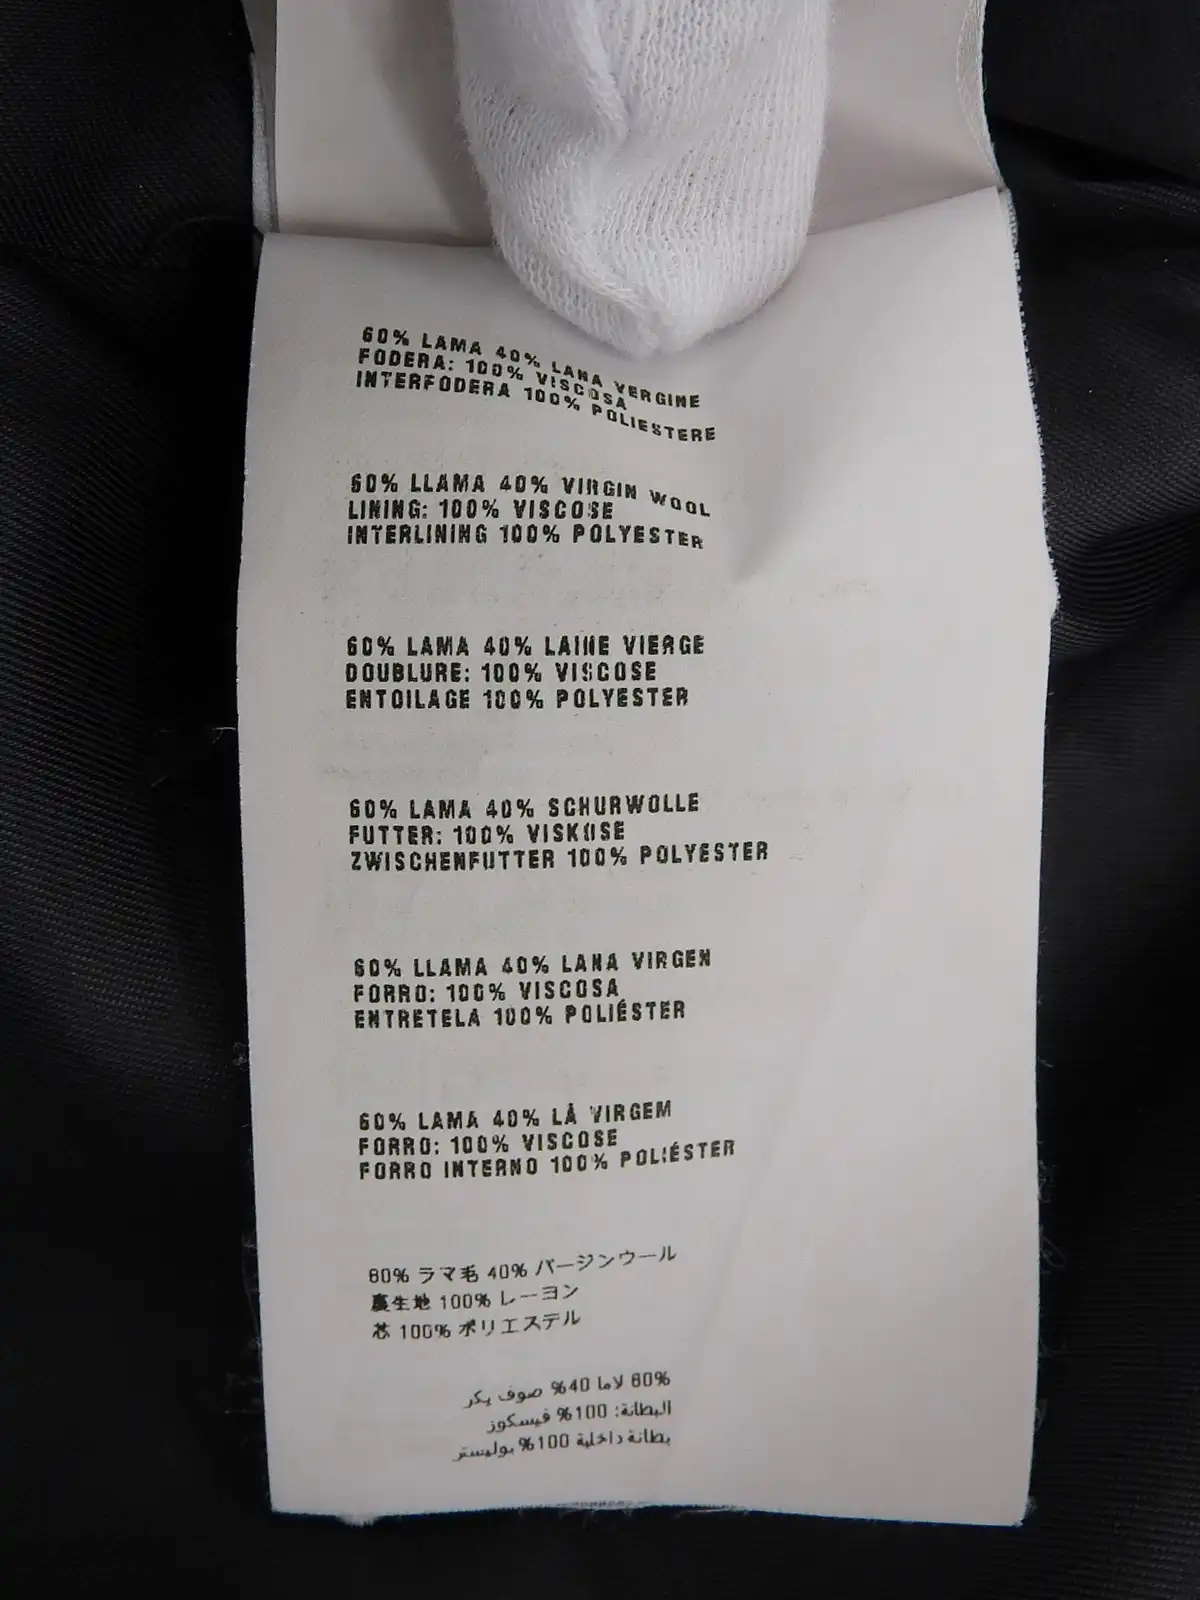 60% LAMA 40% LANA VERGINE
FODERA: 100% VISCOSA
INTERFODERA 100% POLIESTERE
60% LLAMA 40% VIRGIN WOOL
LINING: 100% VISCOSE
INTERLINING 100% POLYESTER
60% LAMA 40% LAINE VIERGE
DOUBLURE: 100% VISCOSE
ENTOILAGE 100% POLYESTER
60% LAMA 40% SCHURWOLLE
FUTTER: 100% VISKOSE
ZWISCHENFUTTER 100% POLYESTER
60% LLAMA 40% LANA VIRGEN
FORRO: 100% VISCOSA
ENTRETELA 100% POLIÉSTER
60% LAMA 40% LÃ VIRGEM
FORRO: 100% VISCOSE
FORRO INTERNO 100% POLIÉSTER
60% ラマ毛 40% バージンウール
裏生地 100% レーヨン
芯 100% ポリエステル
60% لاما 40% صوف بكر
البطانة: 100% فيسكوز
بطانة داخلية 100% بوليستر